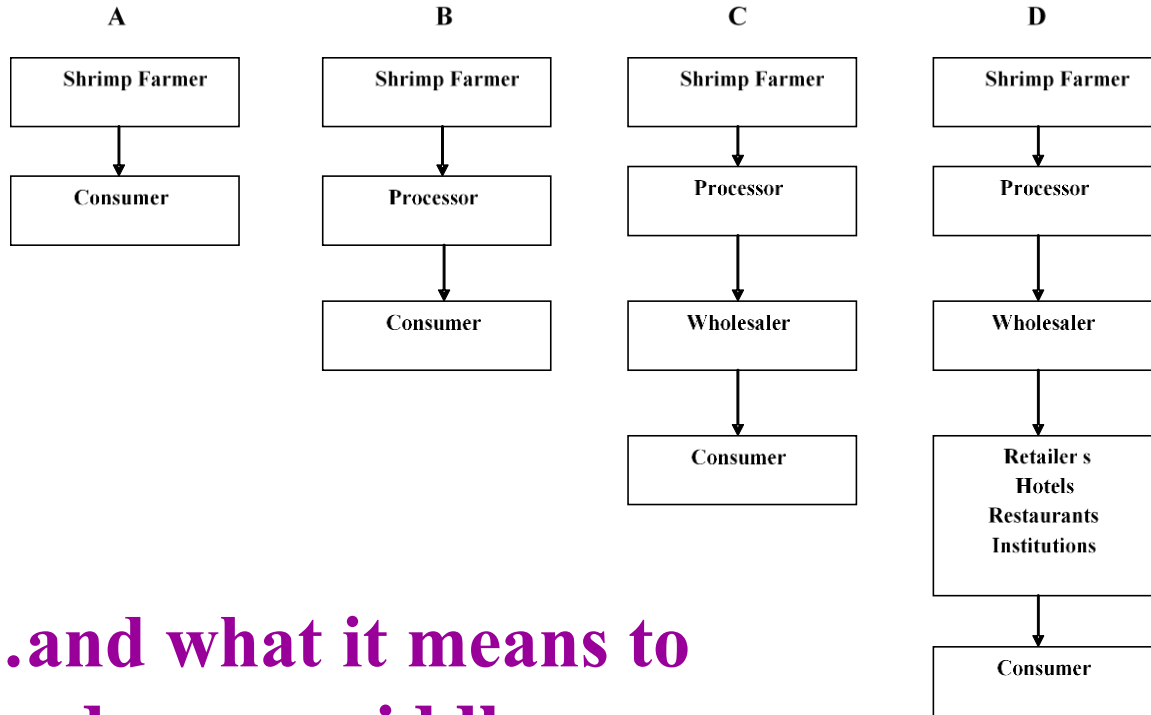 A
Shrimp Farmer
Consumer
B
Shrimp Farmer
Processor
Consumer
C
Shrimp Farmer
Processor
Wholesaler
Consumer
D
Shrimp Farmer
Processor
Wholesaler
Retailer s
Hotels
Restaurants
Institutions
Consumer
.and what it means to